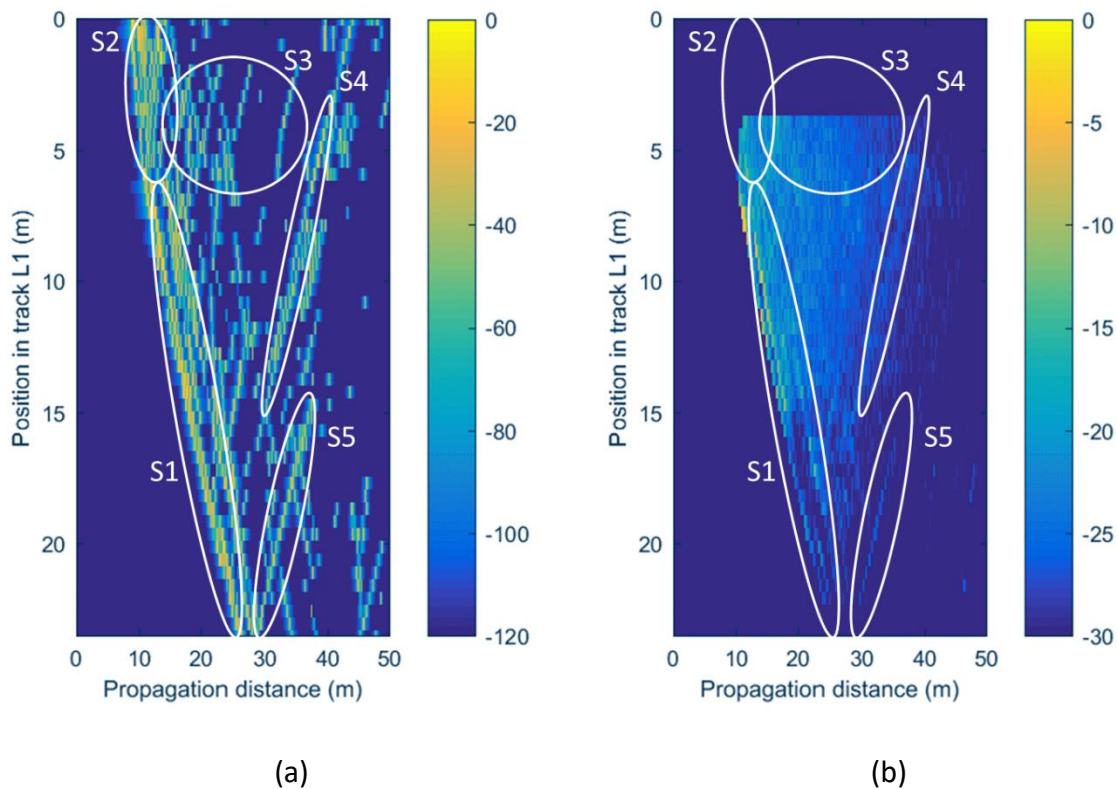 S2
S3
S4
S1
S5
0
5
10
15
20
Position in track L1 (m)
0 10 20 30 40 50
Propagation distance (m)
0
-20
-40
-60
-80
-100
-120
(a)
S2
S3
S4
S1
S5
0
5
10
15
20
Position in track L1 (m)
0 10 20 30 40 50
Propagation distance (m)
0
-5
-10
-15
-20
-25
-30
(b)